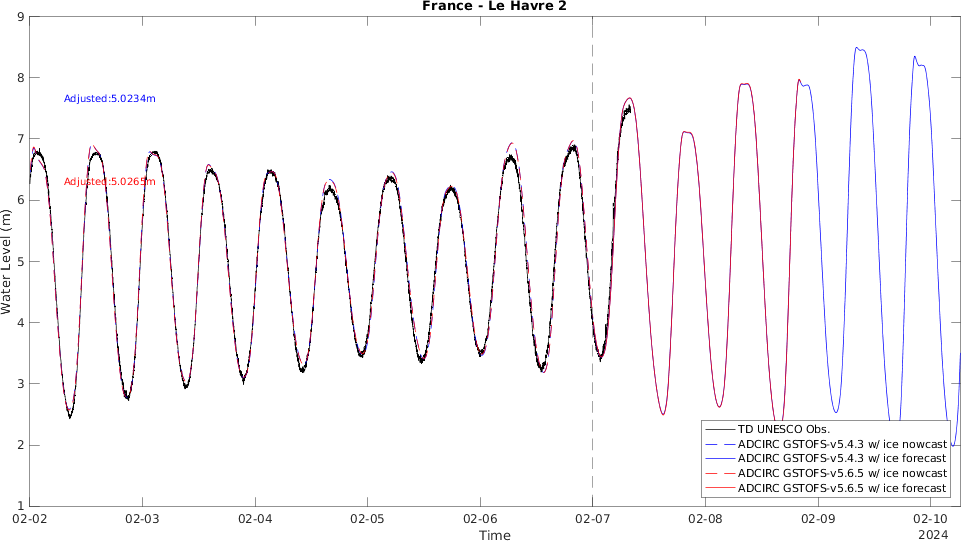 France - Le Havre 2
9
8
7
6
5
4
3
2
1
Water Level (m)
Adjusted:5.0234m
Adjusted:5.0265m
TD UNESCO Obs.
ADCIRC GSTOFS-v5.4.3 w/ ice nowcast
ADCIRC GSTOFS-v5.4.3 w/ ice forecast
ADCIRC GSTOFS-v5.6.5 w/ ice nowcast
ADCIRC GSTOFS-v5.6.5 w/ ice forecast
02-02 02-03 02-04 02-05 02-06 02-07 02-08 02-09 02-10
2024
Time